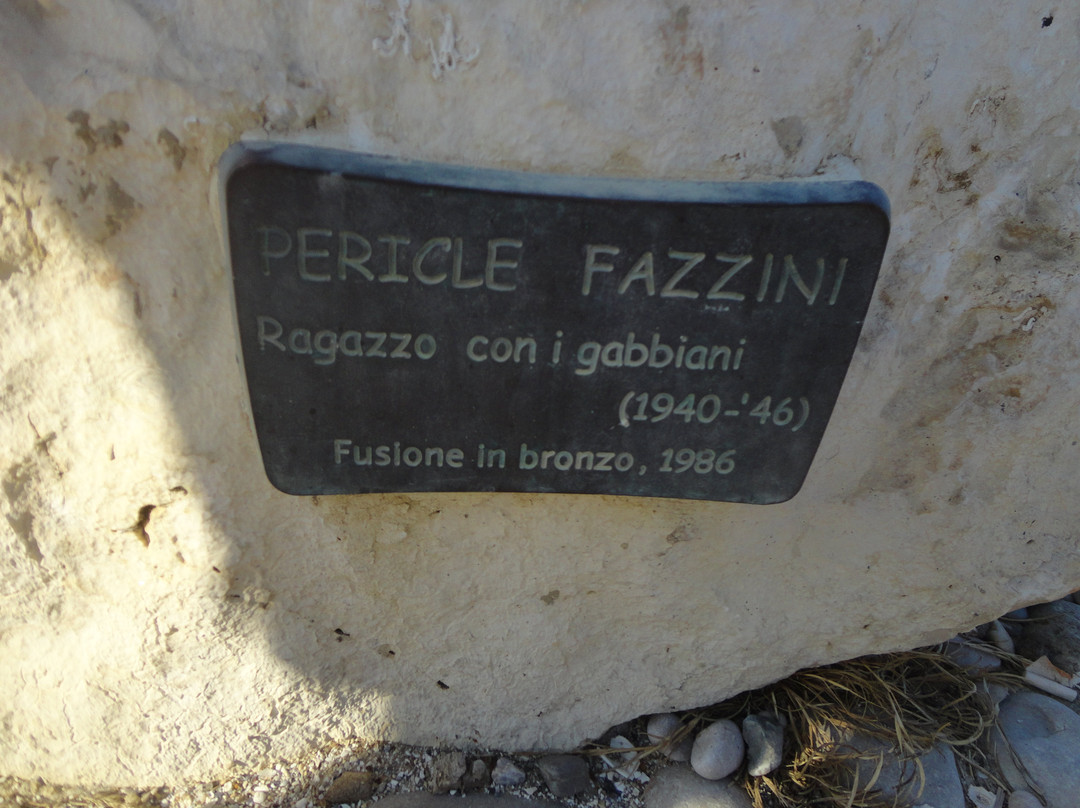 PERICLE FAZZINI
Ragazzo con i gabbiani
(1940-'46)
Fusione in bronzo, 1986